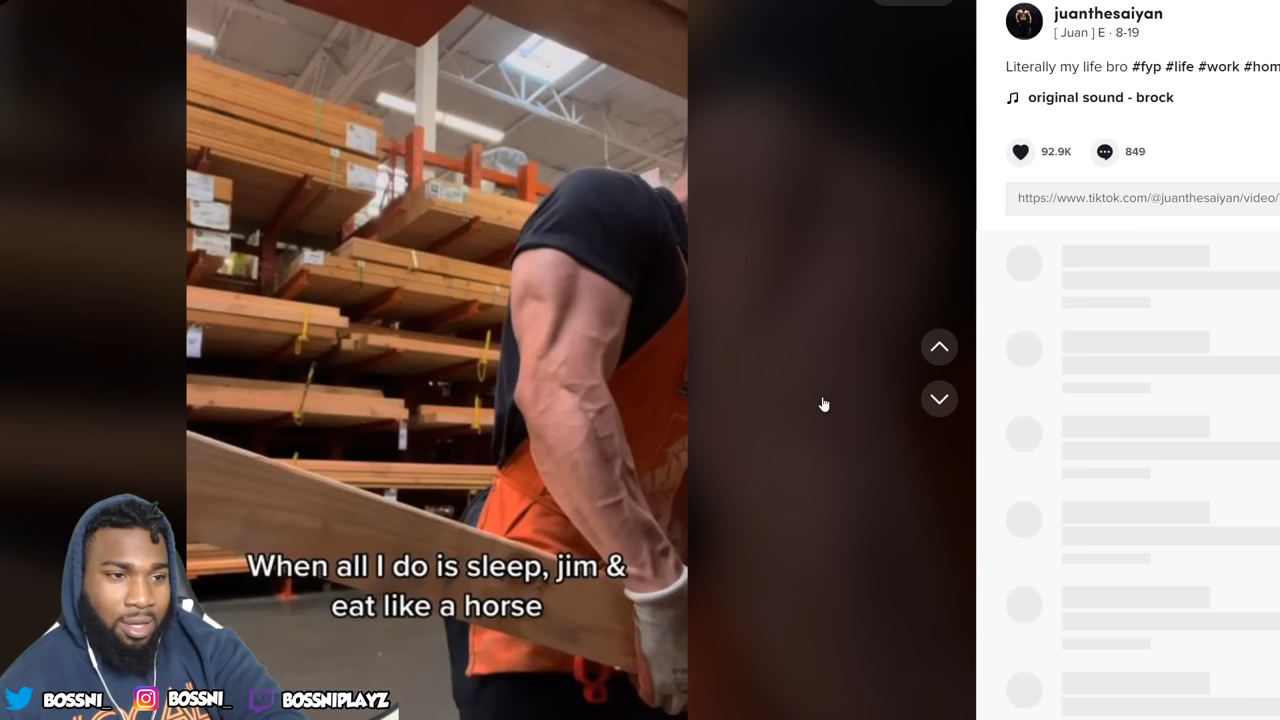 juanthesaiyan
[ Juan ] E · 8-19
Literally my life bro #fyp #life #work #hom
original sound - brock
92.9K
849
https://www.tiktok.com/@juanthesaiyan/video/
When all I do is sleep, jim &
eat like a horse
BOSSNI_
BOSSNI_
BOSSNIPLAYZ